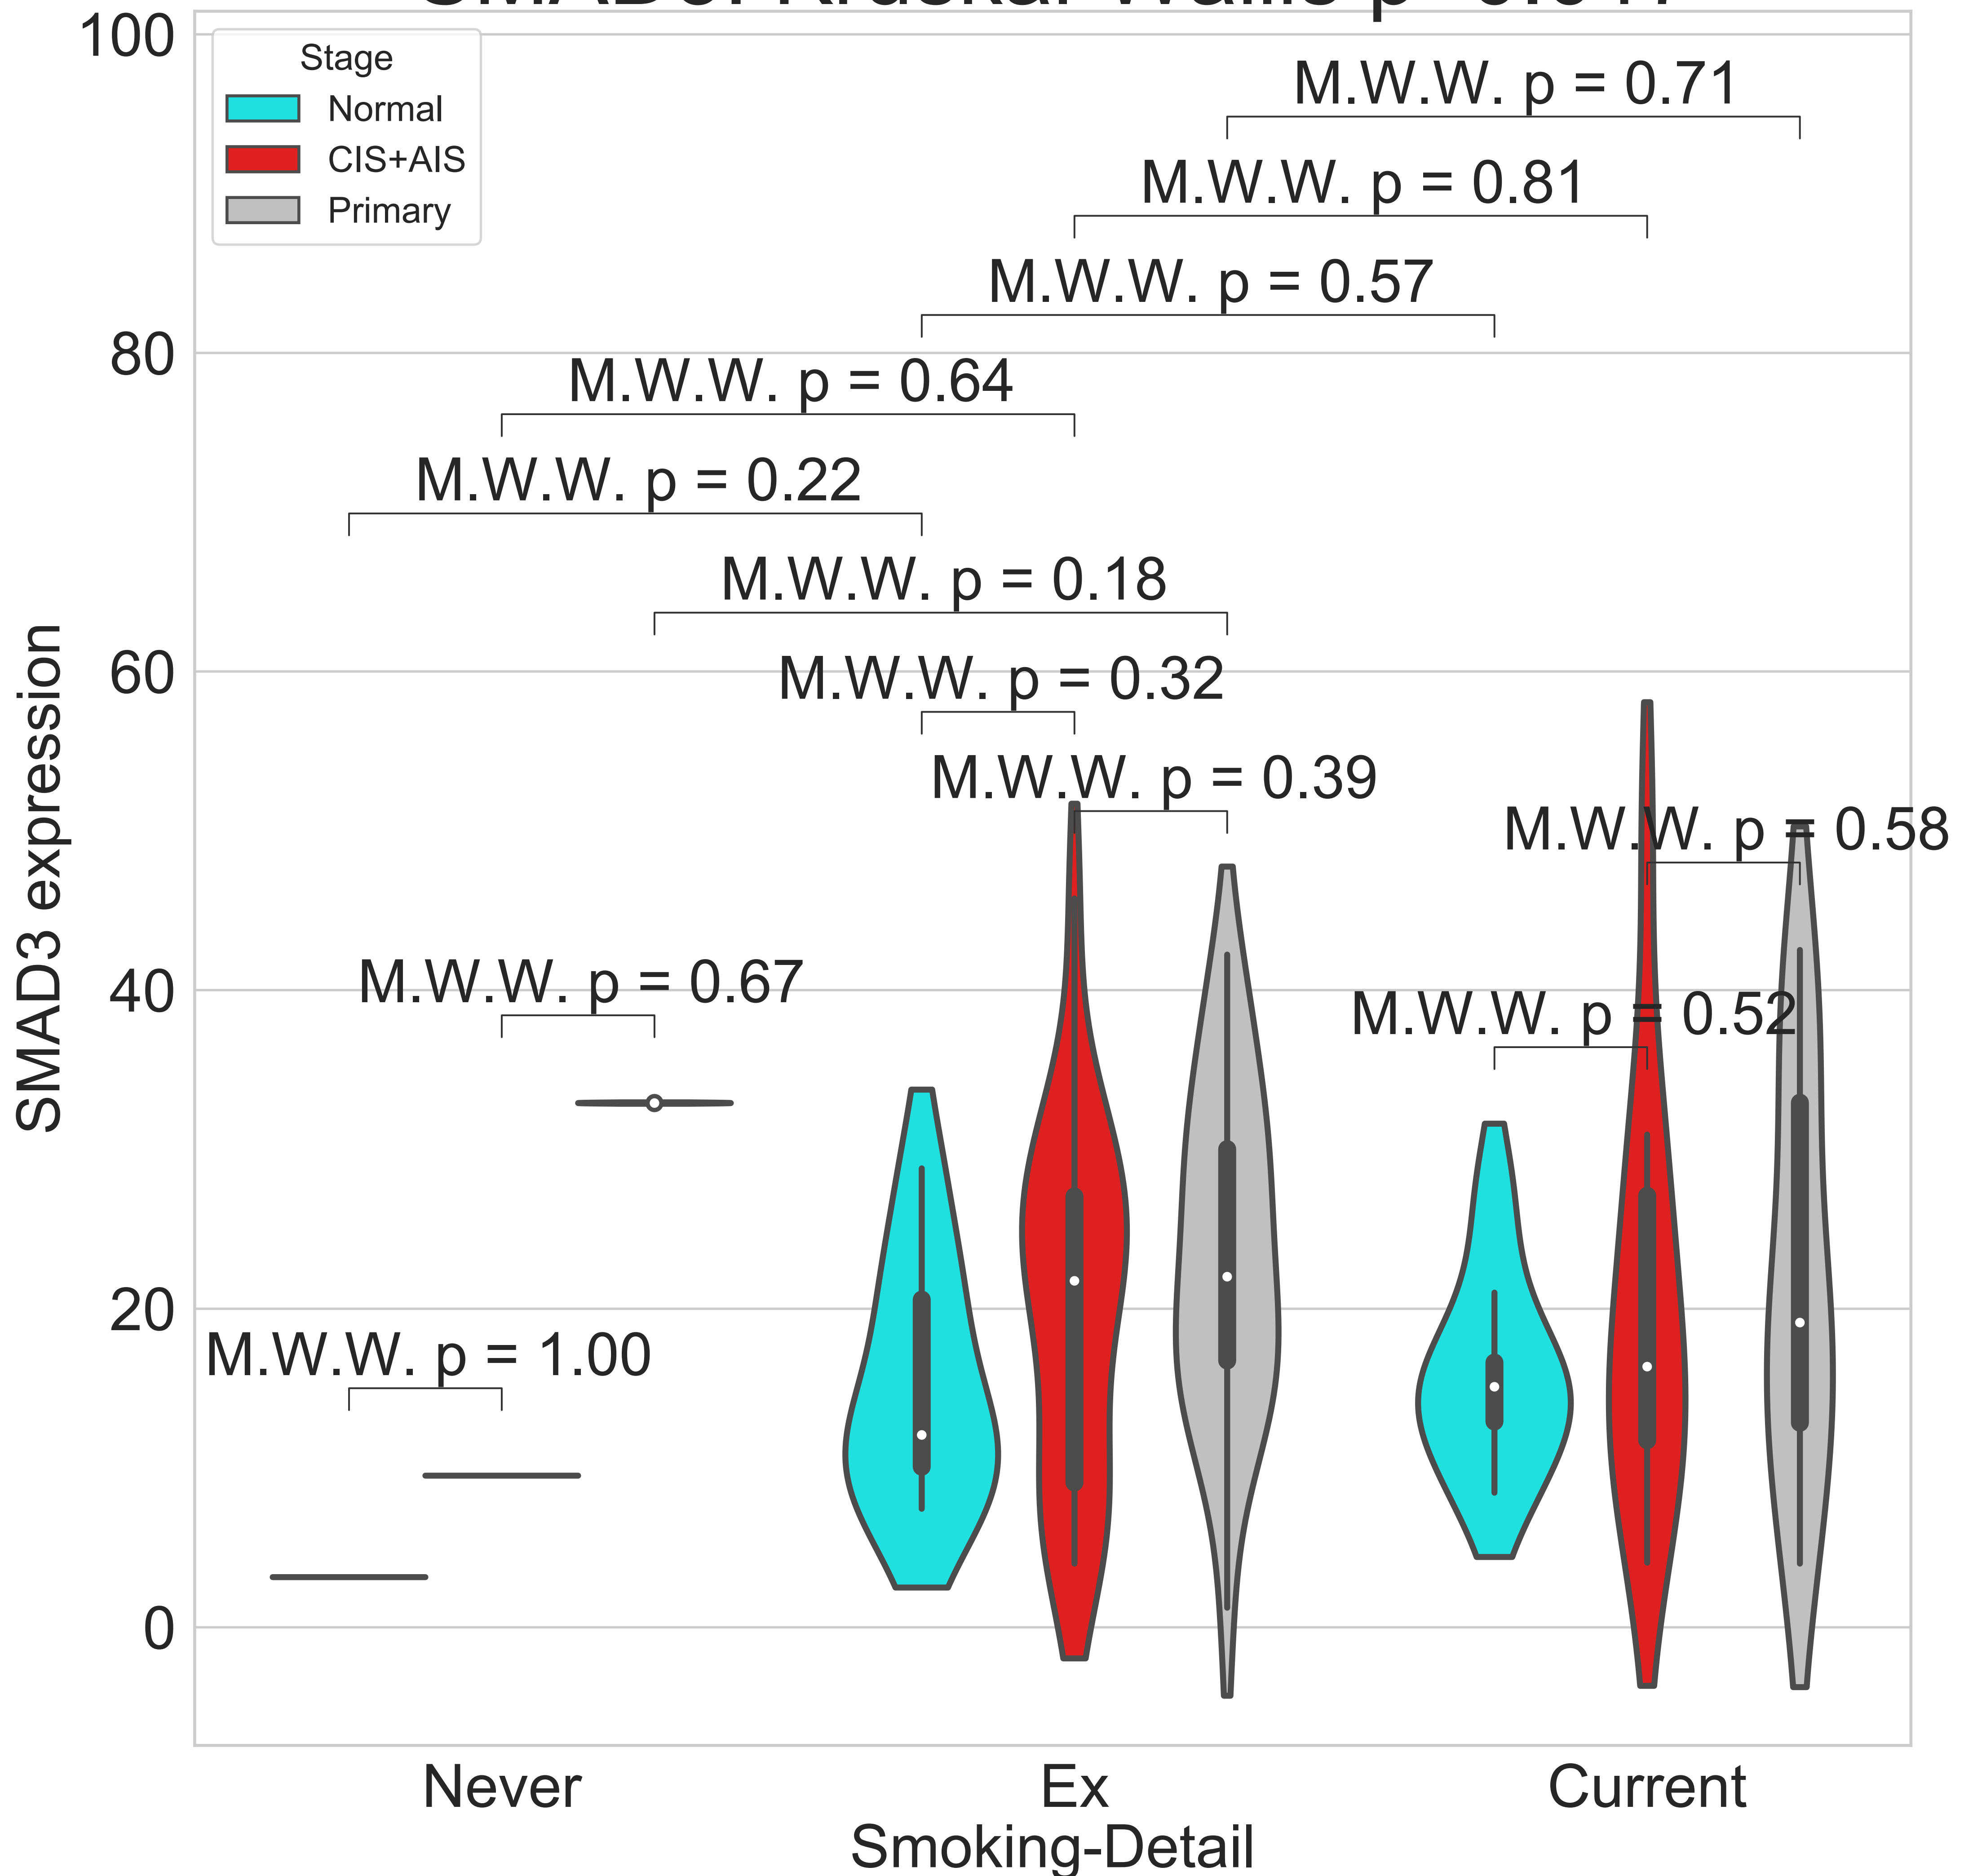 100
80
60
40
20
0
SMAD3 expression
Stage
Normal
CIS+AIS
Primary
M.W.W. p = 0.71
M.W.W. p = 0.81
M.W.W. p = 0.57
M.W.W. p = 0.64
M.W.W. p = 0.22
M.W.W. p = 0.18
M.W.W. p = 0.32
M.W.W. p = 0.39
M.W.W. p = 0.58
M.W.W. p = 0.67
M.W.W. p = 0.52
M.W.W. p = 1.00
Never
Ex
Current
Smoking-Detail